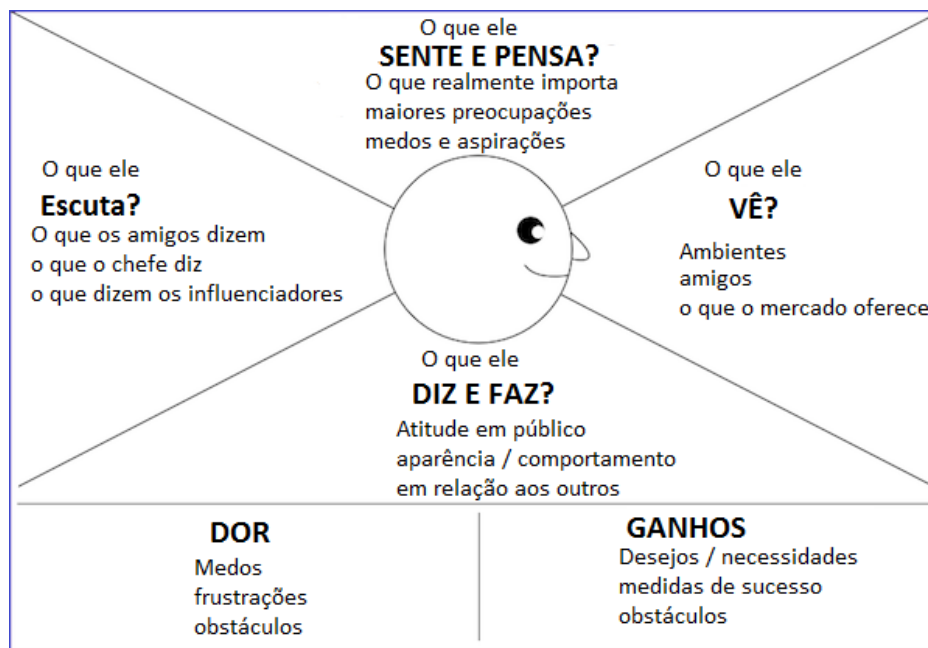 O que ele
SENTE E PENSA?
O que realmente importa
maiores preocupações
medos e aspirações
O que ele
Escuta?
O que os amigos dizem
o que o chefe diz
o que dizem os influenciadores
O que ele
VÊ?
Ambientes
amigos
o que o mercado oferece
O que ele
DIZ E FAZ?
Atitude em público
aparência / comportamento
em relação aos outros
DOR
Medos
frustrações
obstáculos
GANHOS
Desejos / necessidades
medidas de sucesso
obstáculos